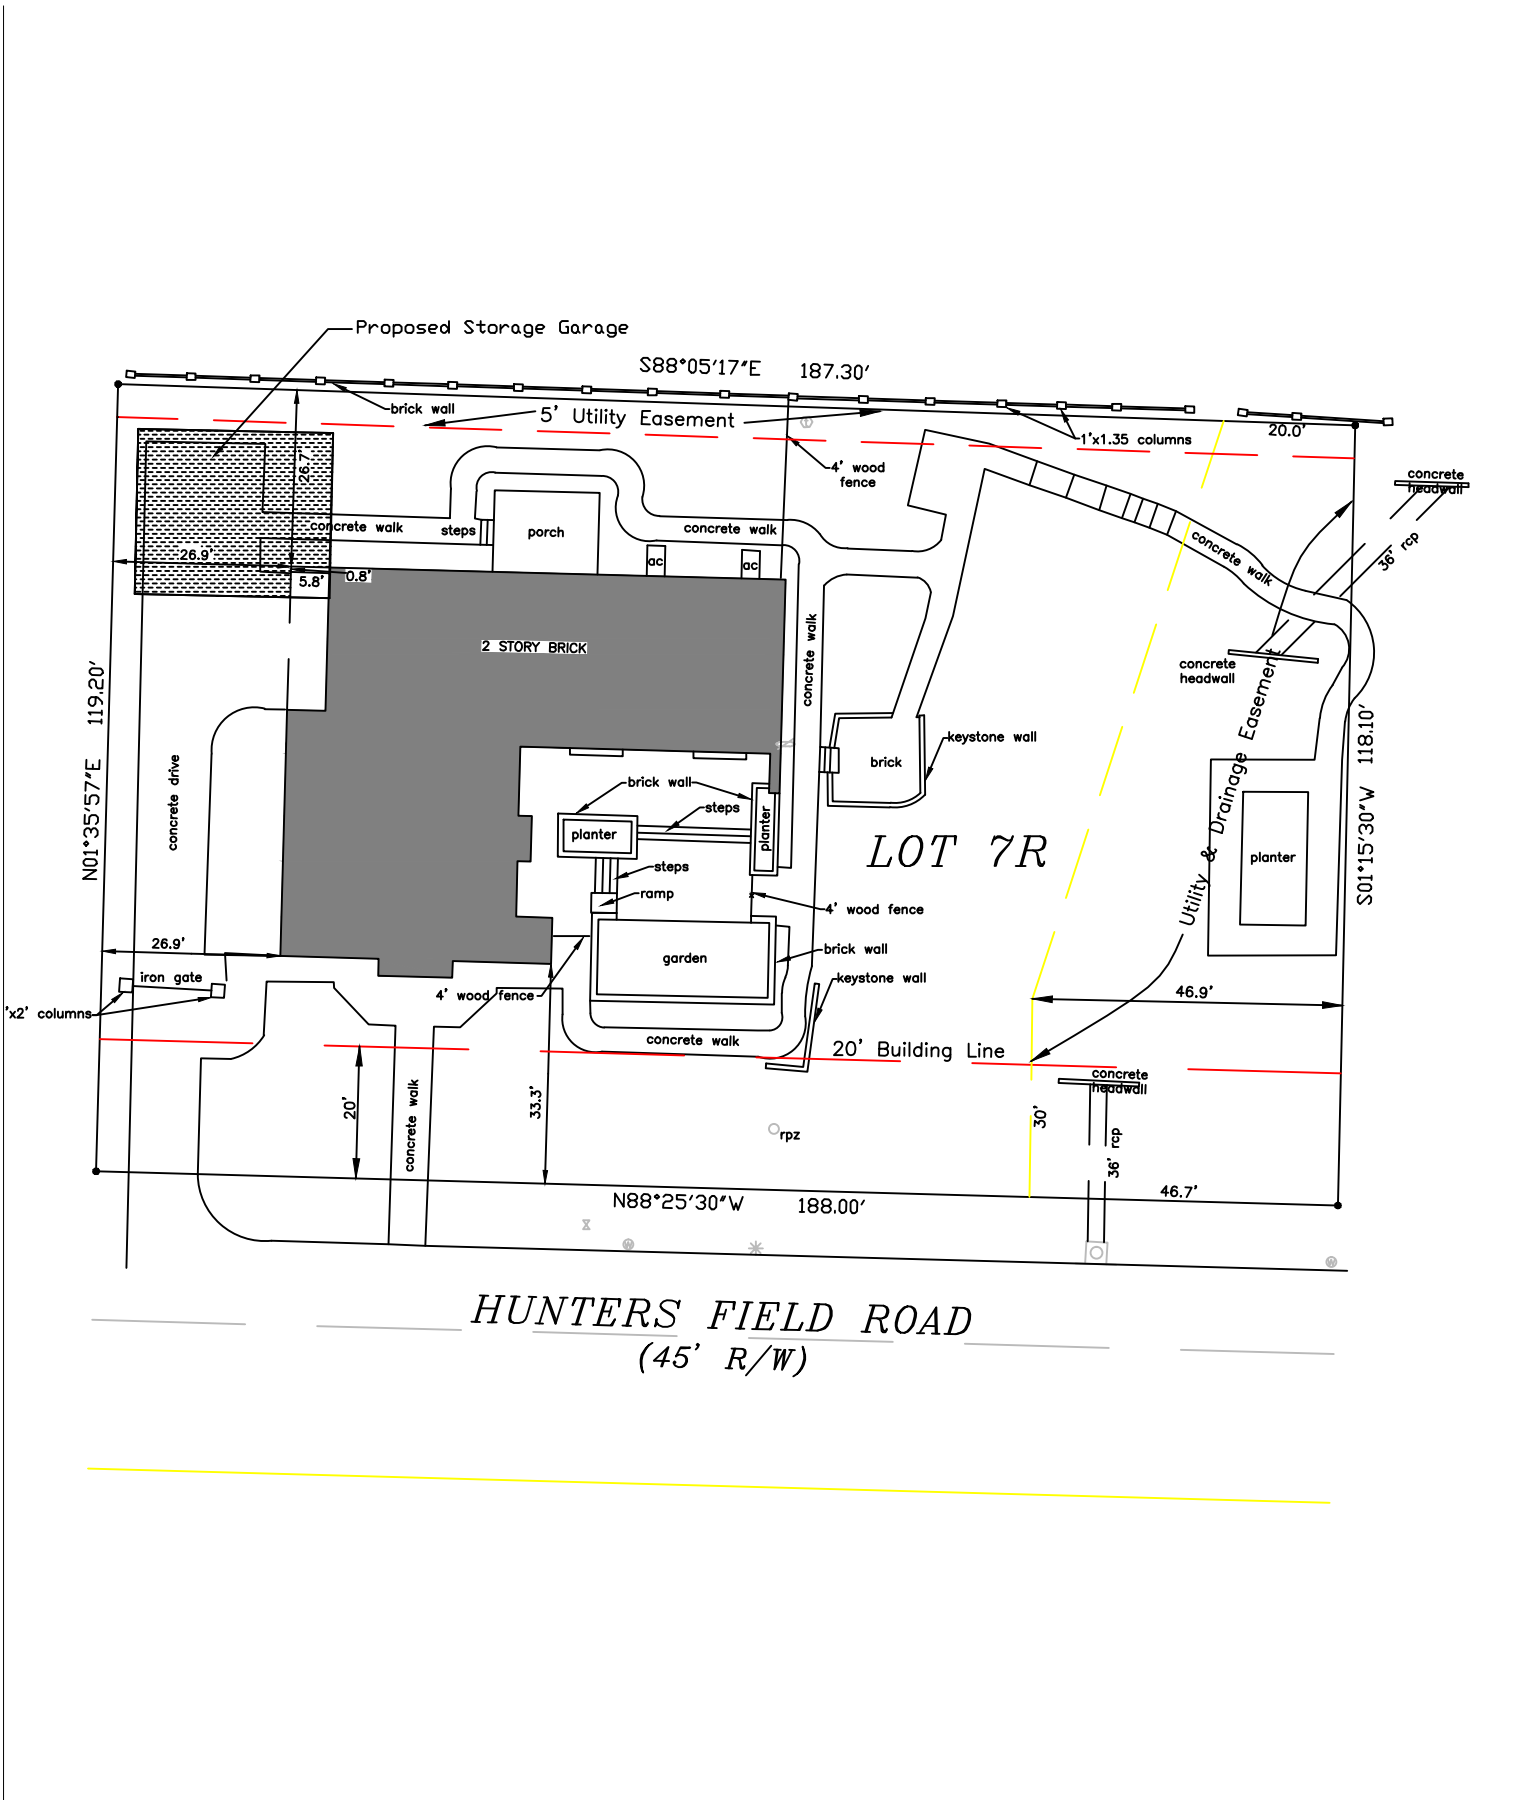 Proposed Storage Garage
S88°05'17"E 187.30'
brick wall
5' Utility Easement
20.0'
1'x1.35 columns
4' wood
fence
26.7'
concrete
headwall
concrete walk
steps
porch
concrete walk
concrete walk
36' rcp
26.9'
5.8'
0.8'
ac
ac
2 STORY BRICK
concrete walk
concrete
headwall
N01°35'57"E 119.20'
S01°15'30"W 118.10'
Utility & Drainage Easement
keystone wall
brick
concrete drive
brick wall
steps
planter
planter
LOT 7R
planter
steps
ramp
4' wood fence
26.9'
brick wall
garden
iron gate
keystone wall
4' wood fence
46.9'
'x2' columns
concrete walk
20' Building Line
concrete
headwall
20'
33.3'
30'
concrete walk
rpz
36' rcp
46.7'
N88°25'30"W 188.00'
HUNTERS FIELD ROAD
(45' R/W)